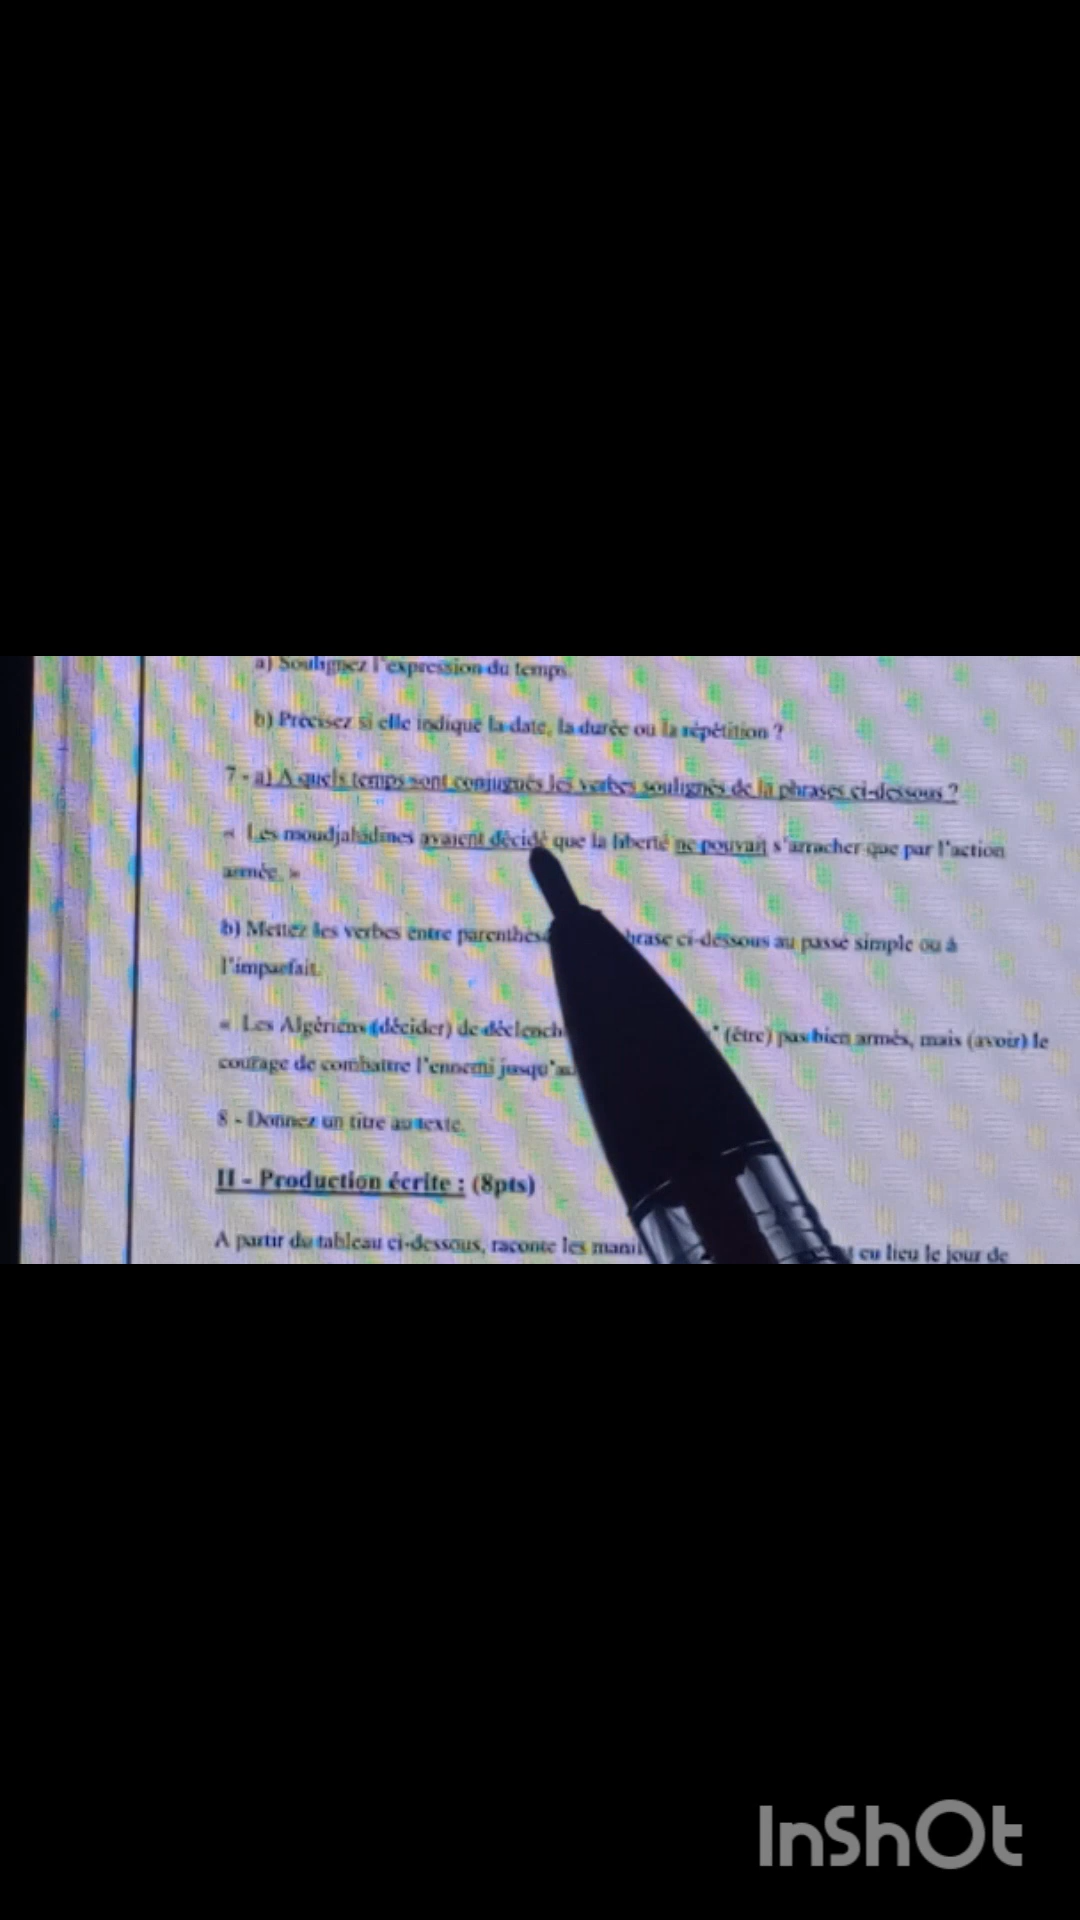 a) Soulignez l'expression du temps.
b) Précisez si elle indique la date, la durée ou la répétition ?
7 - a) A quels temps sont conjugués les verbes soulignés de la phrases ci-dessous ?
« Les moudjahidines avaient décidé que la liberté ne pouvait s'arracher que par l'action
armée. »
b) Mettez les verbes entre parenthès hrase ci-dessous au passé simple ou à
l'imparfait.
« Les Algériens (décider) de déclench (être) pas bien armés, mais (avoir) le
courage de combattre l'ennemi jusqu'au
8 - Donnez un titre au texte.
II - Production écrite : (8pts)
A partir du tableau ci-dessous, raconte les mani eu lieu le jour de
InShOt